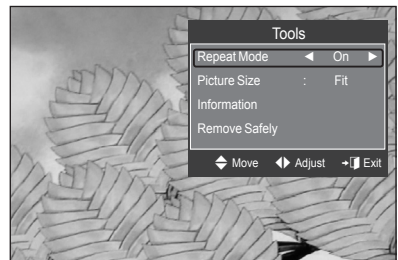 Tools
Repeat Mode ◀ On ▶
Picture Size : Fit
Information
Remove Safely
Move Adjust Exit